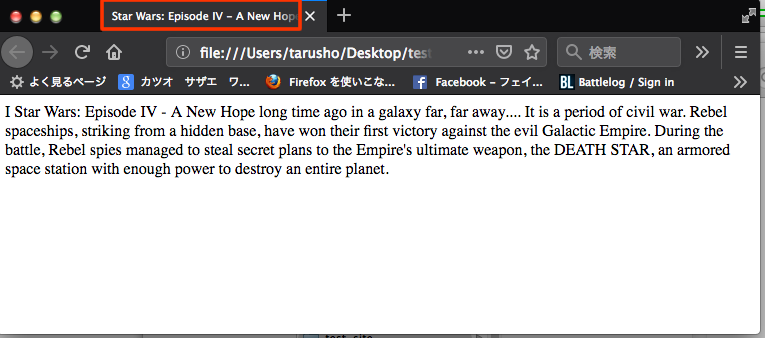 Star Wars: Episode IV - A New Hope
file:///Users/tarusho/Desktop/test
検索
よく見るページ
カツオ サザエ ワ...
Firefox を使いこな...
Facebook - フェイ...
BL Battlelog / Sign in
I Star Wars: Episode IV - A New Hope long time ago in a galaxy far, far away.... It is a period of civil war. Rebel
spaceships, striking from a hidden base, have won their first victory against the evil Galactic Empire. During the
battle, Rebel spies managed to steal secret plans to the Empire's ultimate weapon, the DEATH STAR, an armored
space station with enough power to destroy an entire planet.